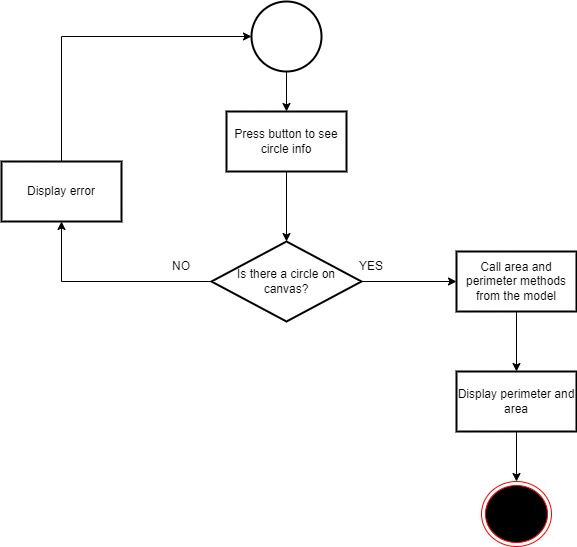 Press button to see
circle info
Display error
NO
Is there a circle on
canvas?
YES
Call area and
perimeter methods
from the model
Display perimeter and
area